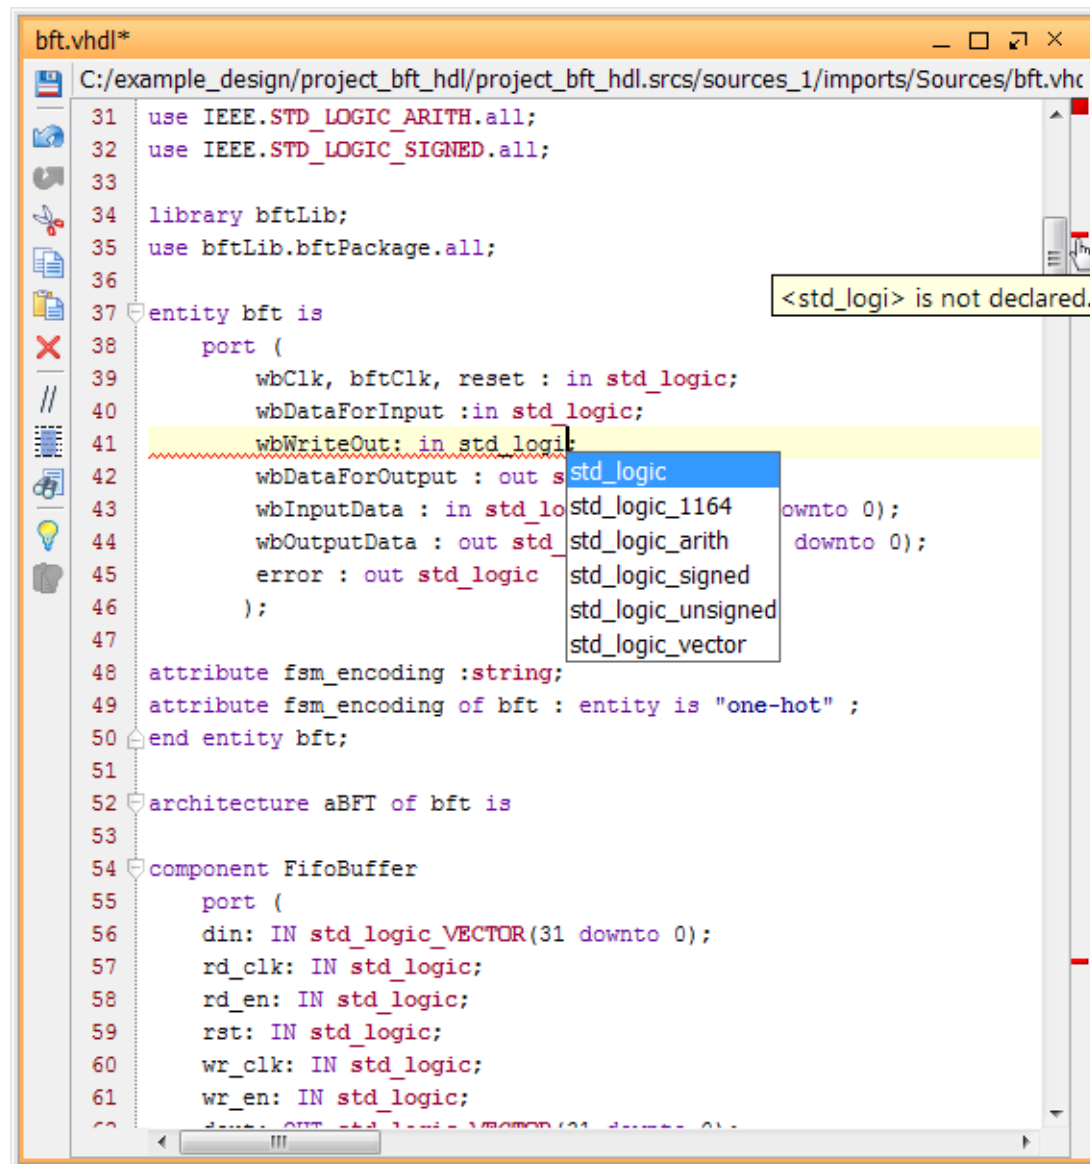 bft.vhdl*
C:/example_design/project_bft_hdl/project_bft_hdl.srcs/sources_1/imports/Sources/bft.vhd
31 use IEEE.STD_LOGIC_ARITH.all;
32 use IEEE.STD_LOGIC_SIGNED.all;
33
34 library bftLib;
35 use bftLib.bftPackage.all;
36
<std_logi> is not declared.
37 entity bft is
38 port (
39 wbClk, bftClk, reset : in std_logic;
40 wbDataForInput :in std_logic;
41 wbWriteOut: in std_logi;
42 wbDataForOutput : out s
43 wbInputData : in std_lo ownto 0);
44 wbOutputData : out std_ downto 0);
45 error : out std_logic
46 );
47
std_logic
std_logic_1164
std_logic_arith
std_logic_signed
std_logic_unsigned
std_logic_vector
48 attribute fsm_encoding :string;
49 attribute fsm_encoding of bft : entity is "one-hot" ;
50 end entity bft;
51
52 architecture aBFT of bft is
53
54 component FifoBuffer
55 port (
56 din: IN std_logic_VECTOR(31 downto 0);
57 rd_clk: IN std_logic;
58 rd_en: IN std_logic;
59 rst: IN std_logic;
60 wr_clk: IN std_logic;
61 wr_en: IN std_logic;